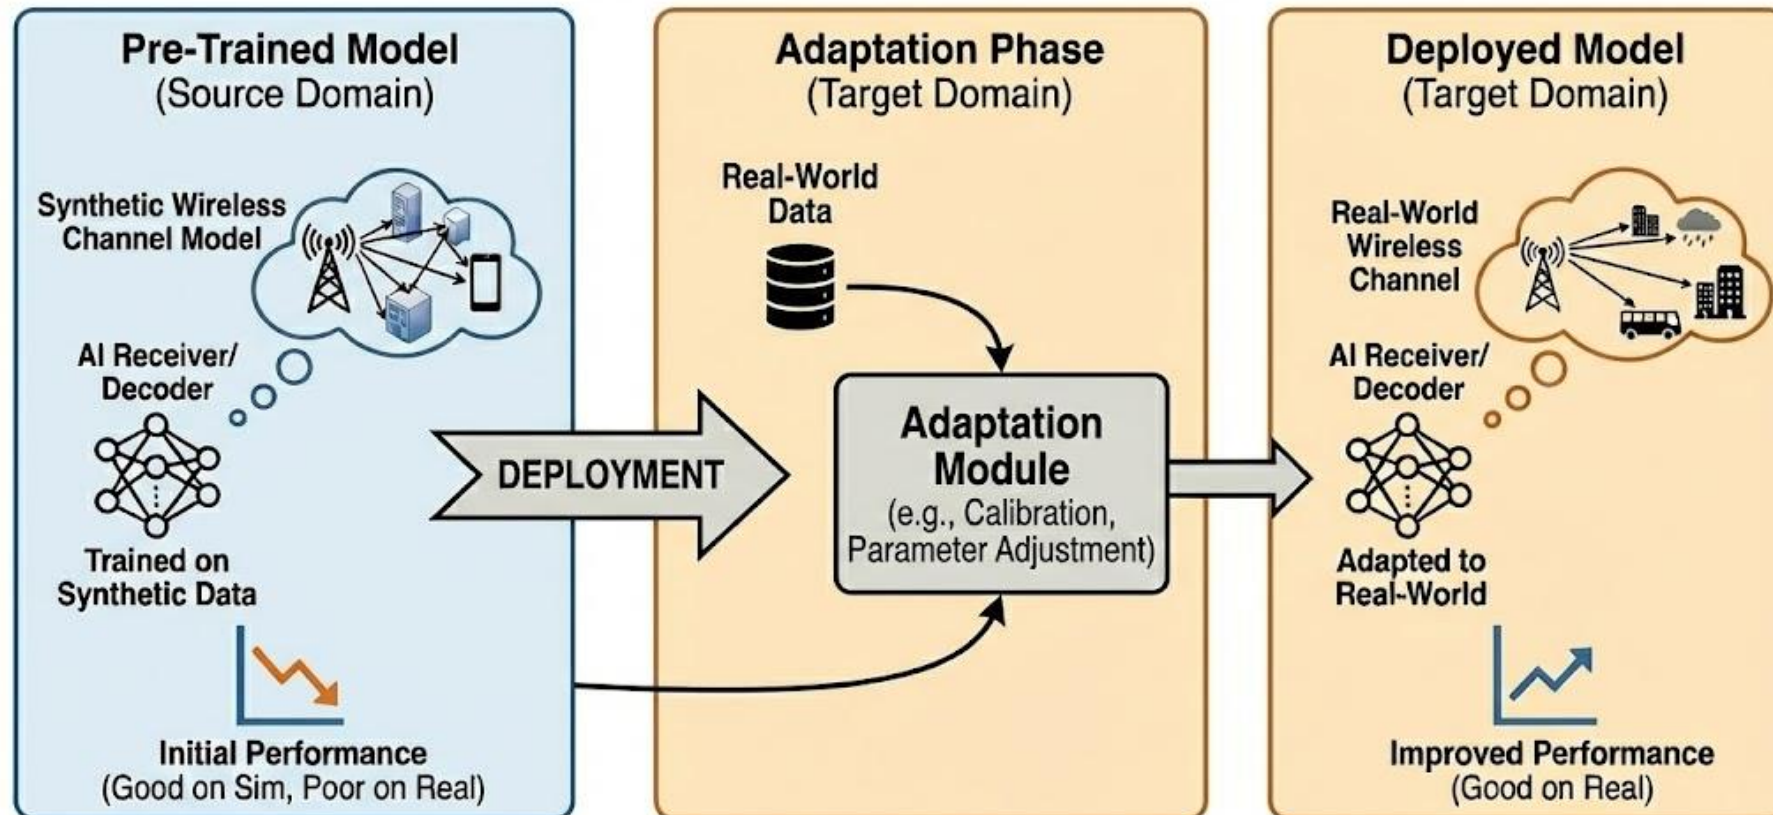 Pre-Trained Model
(Source Domain)
Synthetic Wireless
Channel Model
AI Receiver/
Decoder
Trained on
Synthetic Data
Initial Performance
(Good on Sim, Poor on Real)
DEPLOYMENT
Adaptation Phase
(Target Domain)
Real-World
Data
Adaptation
Module
(e.g., Calibration,
Parameter Adjustment)
Deployed Model
(Target Domain)
Real-World
Wireless
Channel
AI Receiver/
Decoder
Adapted to
Real-World
Improved Performance
(Good on Real)